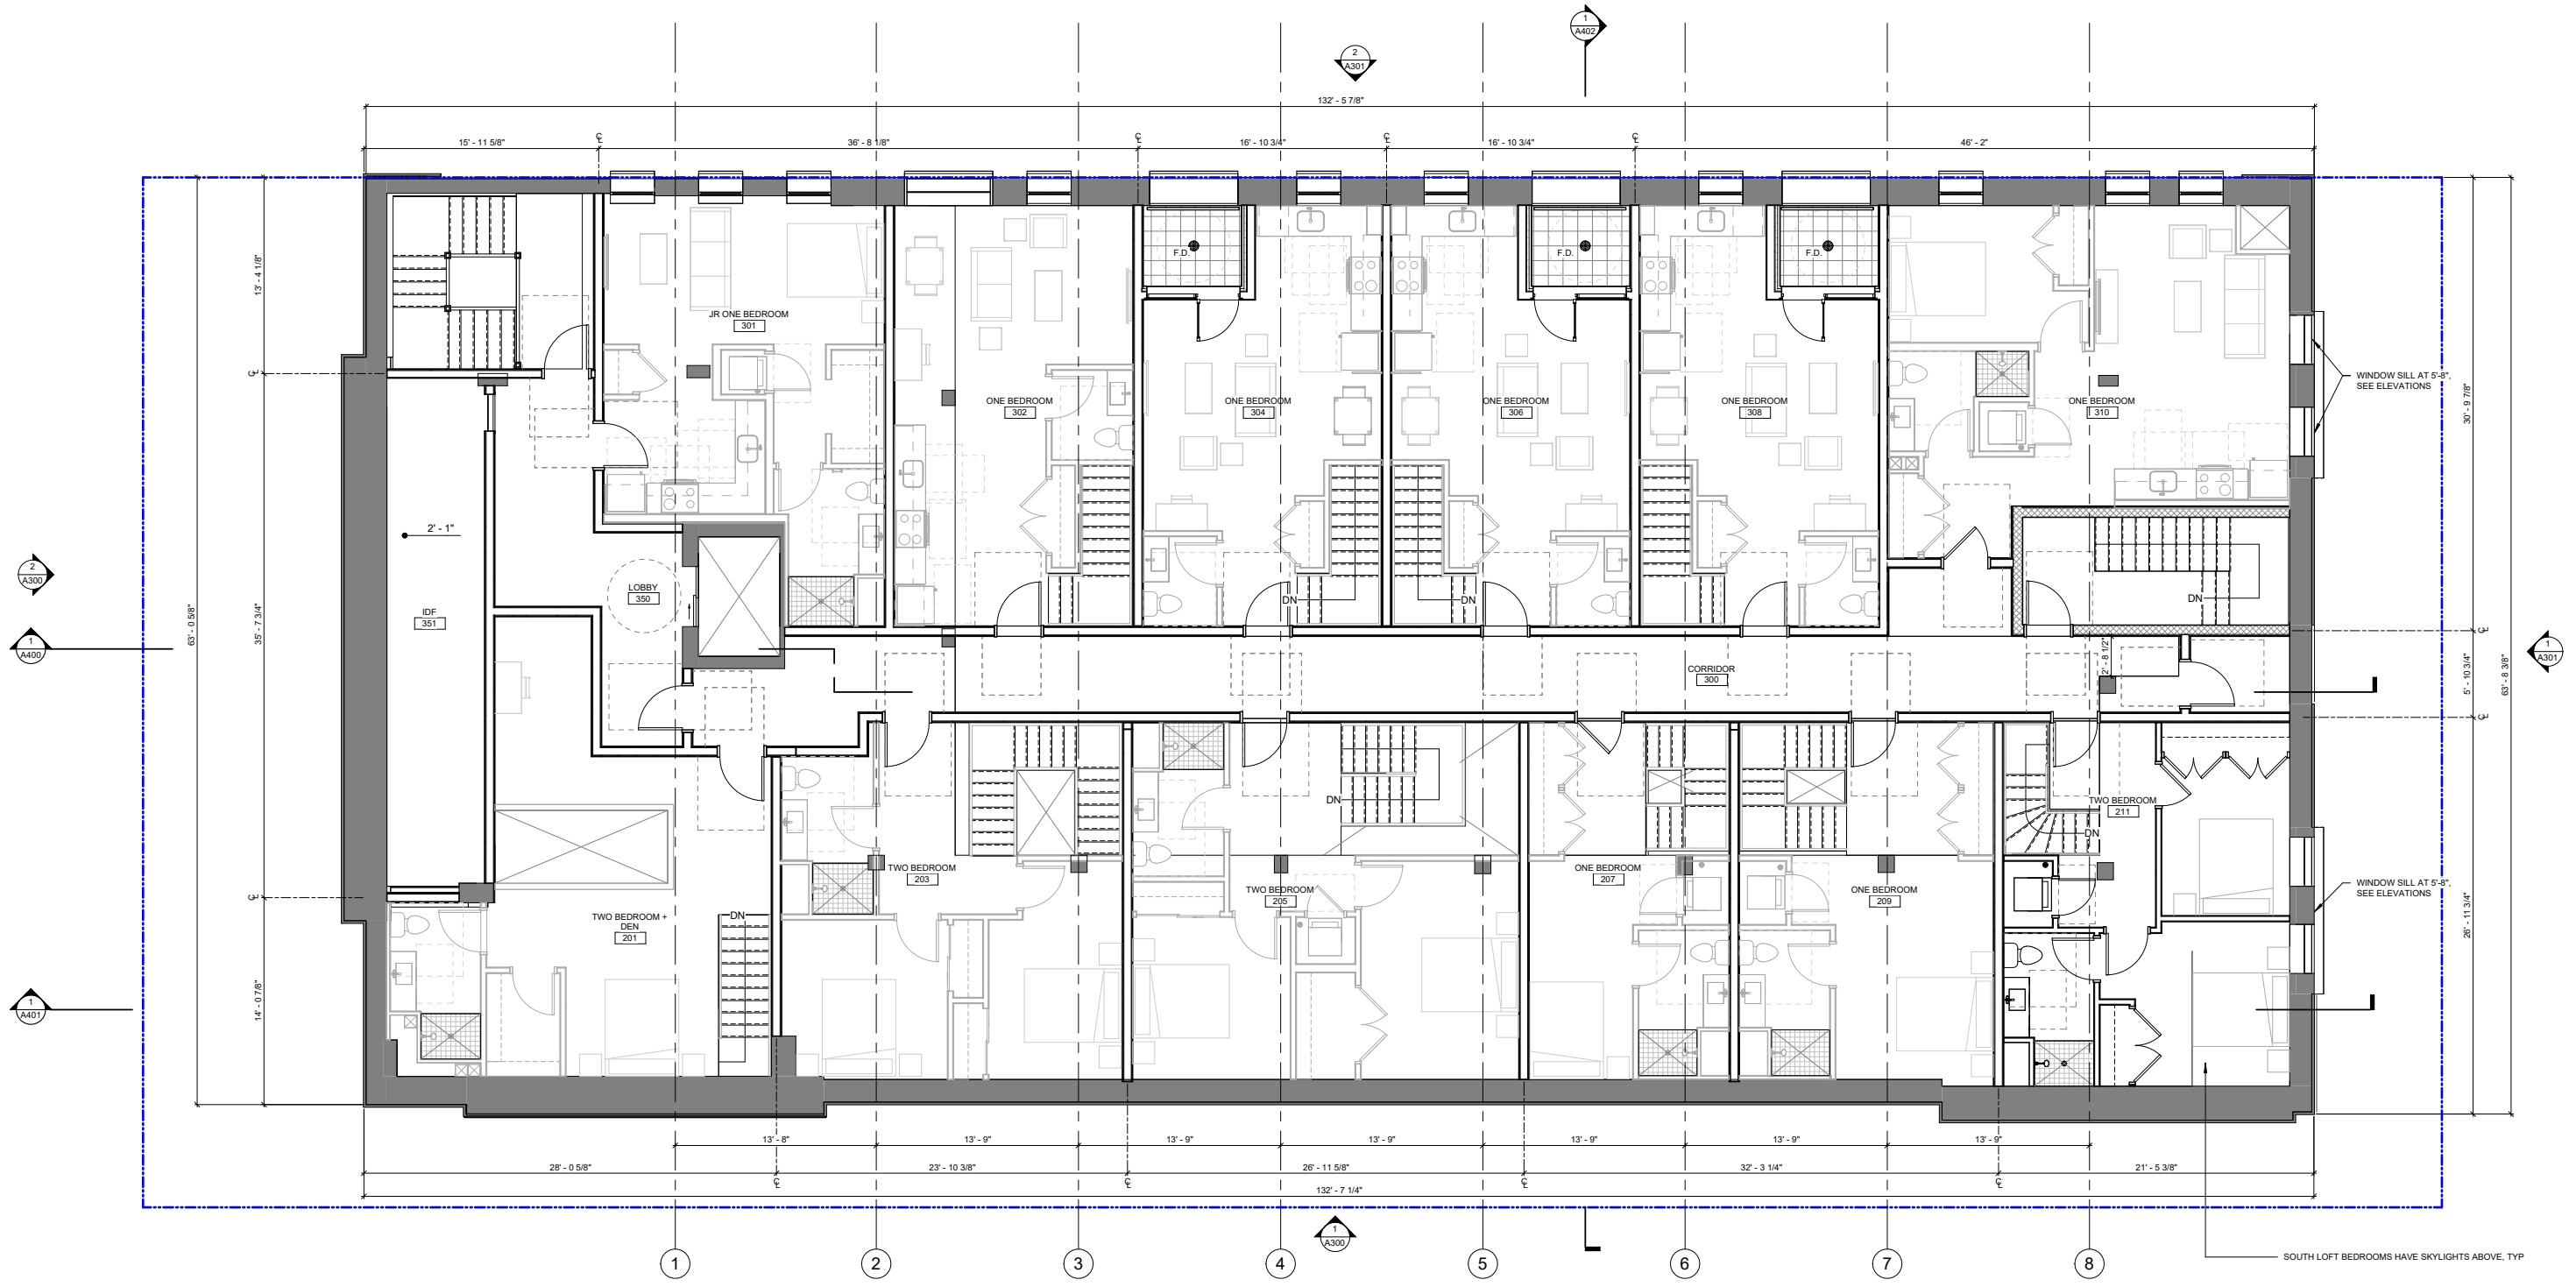 1
A402
2
A301
132' - 5 7/8"
15' - 11 5/8"
36' - 8 1/8"
16' - 10 3/4"
16' - 10 3/4"
46' - 2"
℄
℄
℄
℄
13' - 4 1/8"
63' - 0 5/8"
35' - 7 3/4"
14' - 0 7/8"
℄
℄
2
A300
1
A400
1
A401
JR ONE BEDROOM
301
ONE BEDROOM
302
F.D.
ONE BEDROOM
304
F.D.
ONE BEDROOM
306
F.D.
ONE BEDROOM
308
ONE BEDROOM
310
WINDOW SILL AT 5'-8",
SEE ELEVATIONS
30' - 9 7/8"
2' - 1"
IDF
351
LOBBY
350
DN
DN
DN
DN
CORRIDOR
300
2' - 8 1/2"
5' - 10 3/4"
63' - 8 3/8"
℄
℄
1
A301
TWO BEDROOM +
DEN
201
DN
TWO BEDROOM
203
DN
TWO BEDROOM
205
ONE BEDROOM
207
ONE BEDROOM
209
TWO BEDROOM
211
DN
WINDOW SILL AT 5'-8",
SEE ELEVATIONS
26' - 11 3/4"
13' - 8"
13' - 9"
13' - 9"
13' - 9"
13' - 9"
13' - 9"
13' - 9"
28' - 0 5/8"
23' - 10 3/8"
26' - 11 5/8"
32' - 3 1/4"
21' - 5 3/8"
℄
℄
℄
℄
132' - 7 1/4"
1
A300
1
2
3
4
5
6
7
8
SOUTH LOFT BEDROOMS HAVE SKYLIGHTS ABOVE, TYP